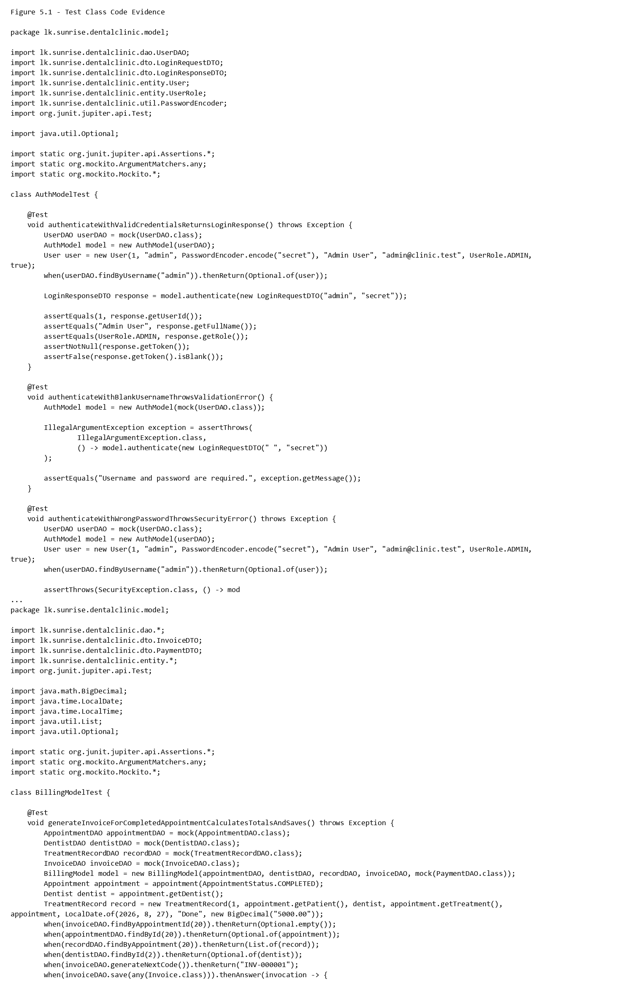 Figure 5.1 - Test Class Code Evidence

package lk.sunrise.dentalclinic.model;

import lk.sunrise.dentalclinic.dao.UserDAO;
import lk.sunrise.dentalclinic.dto.LoginRequestDTO;
import lk.sunrise.dentalclinic.dto.LoginResponseDTO;
import lk.sunrise.dentalclinic.entity.User;
import lk.sunrise.dentalclinic.entity.UserRole;
import lk.sunrise.dentalclinic.util.PasswordEncoder;
import org.junit.jupiter.api.Test;

import java.util.Optional;

import static org.junit.jupiter.api.Assertions.*;
import static org.mockito.ArgumentMatchers.any;
import static org.mockito.Mockito.*;

class AuthModelTest {

    @Test
    void authenticateWithValidCredentialsReturnsLoginResponse() throws Exception {
        UserDAO userDAO = mock(UserDAO.class);
        AuthModel model = new AuthModel(userDAO);
        User user = new User(1, "admin", PasswordEncoder.encode("secret"), "Admin User", "admin@clinic.test", UserRole.ADMIN,
true);
        when(userDAO.findByUsername("admin")).thenReturn(Optional.of(user));

        LoginResponseDTO response = model.authenticate(new LoginRequestDTO("admin", "secret"));

        assertEquals(1, response.getUserId());
        assertEquals("Admin User", response.getFullName());
        assertEquals(UserRole.ADMIN, response.getRole());
        assertNotNull(response.getToken());
        assertFalse(response.getToken().isBlank());
    }

    @Test
    void authenticateWithBlankUsernameThrowsValidationError() {
        AuthModel model = new AuthModel(mock(UserDAO.class));

        IllegalArgumentException exception = assertThrows(
                IllegalArgumentException.class,
                () -> model.authenticate(new LoginRequestDTO(" ", "secret"))
        );

        assertEquals("Username and password are required.", exception.getMessage());
    }

    @Test
    void authenticateWithWrongPasswordThrowsSecurityError() throws Exception {
        UserDAO userDAO = mock(UserDAO.class);
        AuthModel model = new AuthModel(userDAO);
        User user = new User(1, "admin", PasswordEncoder.encode("secret"), "Admin User", "admin@clinic.test", UserRole.ADMIN,
true);
        when(userDAO.findByUsername("admin")).thenReturn(Optional.of(user));

        assertThrows(SecurityException.class, () -> mod
...
package lk.sunrise.dentalclinic.model;

import lk.sunrise.dentalclinic.dao.*;
import lk.sunrise.dentalclinic.dto.InvoiceDTO;
import lk.sunrise.dentalclinic.dto.PaymentDTO;
import lk.sunrise.dentalclinic.entity.*;
import org.junit.jupiter.api.Test;

import java.math.BigDecimal;
import java.time.LocalDate;
import java.time.LocalTime;
import java.util.List;
import java.util.Optional;

import static org.junit.jupiter.api.Assertions.*;
import static org.mockito.ArgumentMatchers.any;
import static org.mockito.Mockito.*;

class BillingModelTest {

    @Test
    void generateInvoiceForCompletedAppointmentCalculatesTotalsAndSaves() throws Exception {
        AppointmentDAO appointmentDAO = mock(AppointmentDAO.class);
        DentistDAO dentistDAO = mock(DentistDAO.class);
        TreatmentRecordDAO recordDAO = mock(TreatmentRecordDAO.class);
        InvoiceDAO invoiceDAO = mock(InvoiceDAO.class);
        BillingModel model = new BillingModel(appointmentDAO, dentistDAO, recordDAO, invoiceDAO, mock(PaymentDAO.class));
        Appointment appointment = appointment(AppointmentStatus.COMPLETED);
        Dentist dentist = appointment.getDentist();
        TreatmentRecord record = new TreatmentRecord(1, appointment.getPatient(), dentist, appointment.getTreatment(),
appointment, LocalDate.of(2026, 8, 27), "Done", new BigDecimal("5000.00"));
        when(invoiceDAO.findByAppointmentId(20)).thenReturn(Optional.empty());
        when(appointmentDAO.findById(20)).thenReturn(Optional.of(appointment));
        when(recordDAO.findByAppointment(20)).thenReturn(List.of(record));
        when(dentistDAO.findById(2)).thenReturn(Optional.of(dentist));
        when(invoiceDAO.generateNextCode()).thenReturn("INV-000001");
        when(invoiceDAO.save(any(Invoice.class))).thenAnswer(invocation -> {